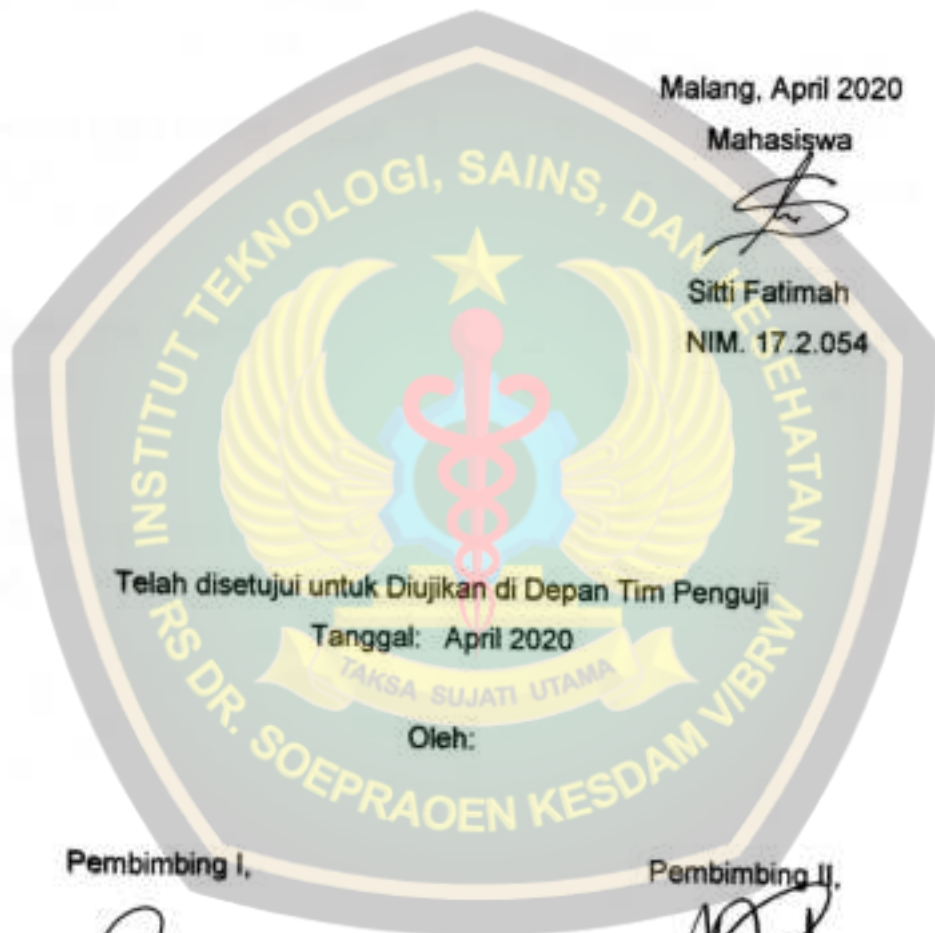 Malang, April 2020
Mahasiswa
Sitti Fatimah
NIM. 17.2.054
INSTITUT TEKNOLOGI, SAINS, DAN KESEHATAN
RS DR. SOEPRAOEN KESDAM V/BRW
TAKSA SUJATI UTAMA
Telah disetujui untuk Diujikan di Depan Tim Penguji
Tanggal: April 2020
Oleh:
Pembimbing I,
Pembimbing II,